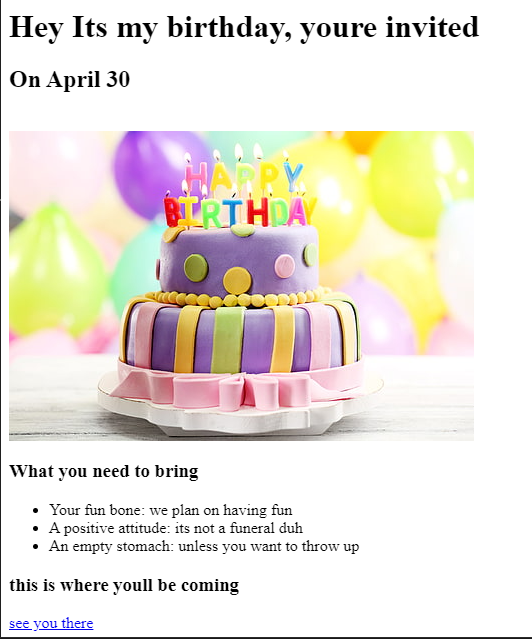 Hey Its my birthday, youre invited
On April 30
HAPPY
BIRTHDAY
What you need to bring
Your fun bone: we plan on having fun
A positive attitude: its not a funeral duh
An empty stomach: unless you want to throw up
this is where youll be coming
see you there